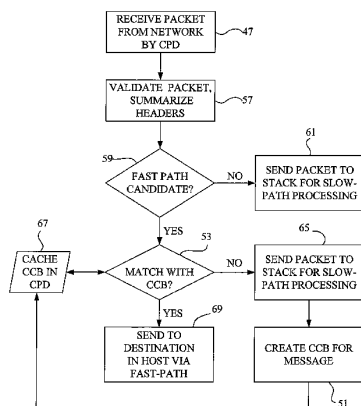 RECEIVE PACKET
FROM NETWORK
BY CPD
47
VALIDATE PACKET,
SUMMARIZE
HEADERS
57
59
FAST PATH
CANDIDATE?
NO
61
SEND PACKET TO
STACK FOR SLOW-
PATH PROCESSING
YES
67
CACHE
CCB IN
CPD
53
MATCH WITH
CCB?
NO
65
SEND PACKET TO
STACK FOR SLOW-
PATH PROCESSING
YES
SEND TO
DESTINATION
IN HOST VIA
FAST-PATH
69
CREATE CCB FOR
MESSAGE
51